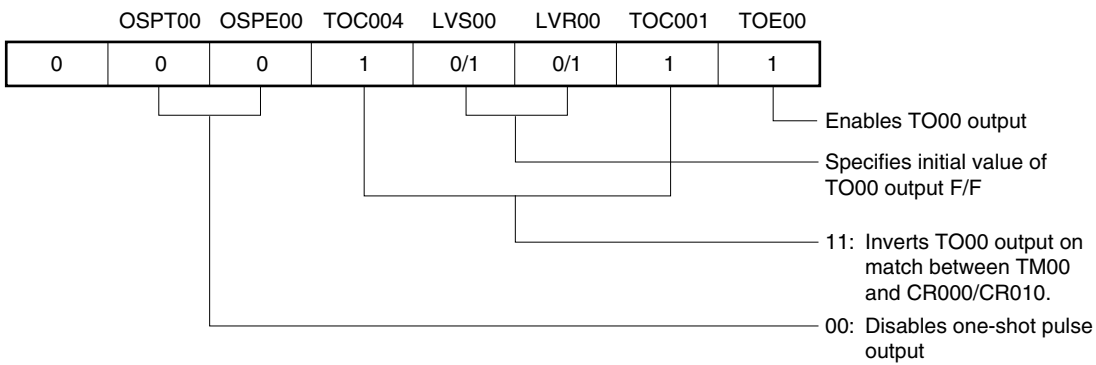 OSPT00 OSPE00 TOC004 LVS00 LVR00 TOC001 TOE00
0 0 0 1 0/1 0/1 1 1
Enables TO00 output
Specifies initial value of
TO00 output F/F
11: Inverts TO00 output on
match between TM00
and CR000/CR010.
00: Disables one-shot pulse
output